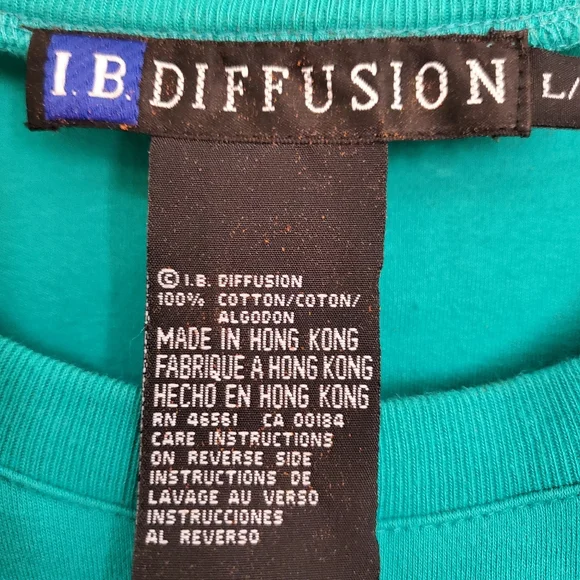 I.B. DIFFUSION
L/
© I.B. DIFFUSION
100% COTTON/COTON/
ALGODON
MADE IN HONG KONG
FABRIQUE A HONG KONG
HECHO EN HONG KONG
RN 46561 CA 00184
CARE INSTRUCTIONS
ON REVERSE SIDE
INSTRUCTIONS DE
LAVAGE AU VERSO
INSTRUCCIONES
AL REVERSO